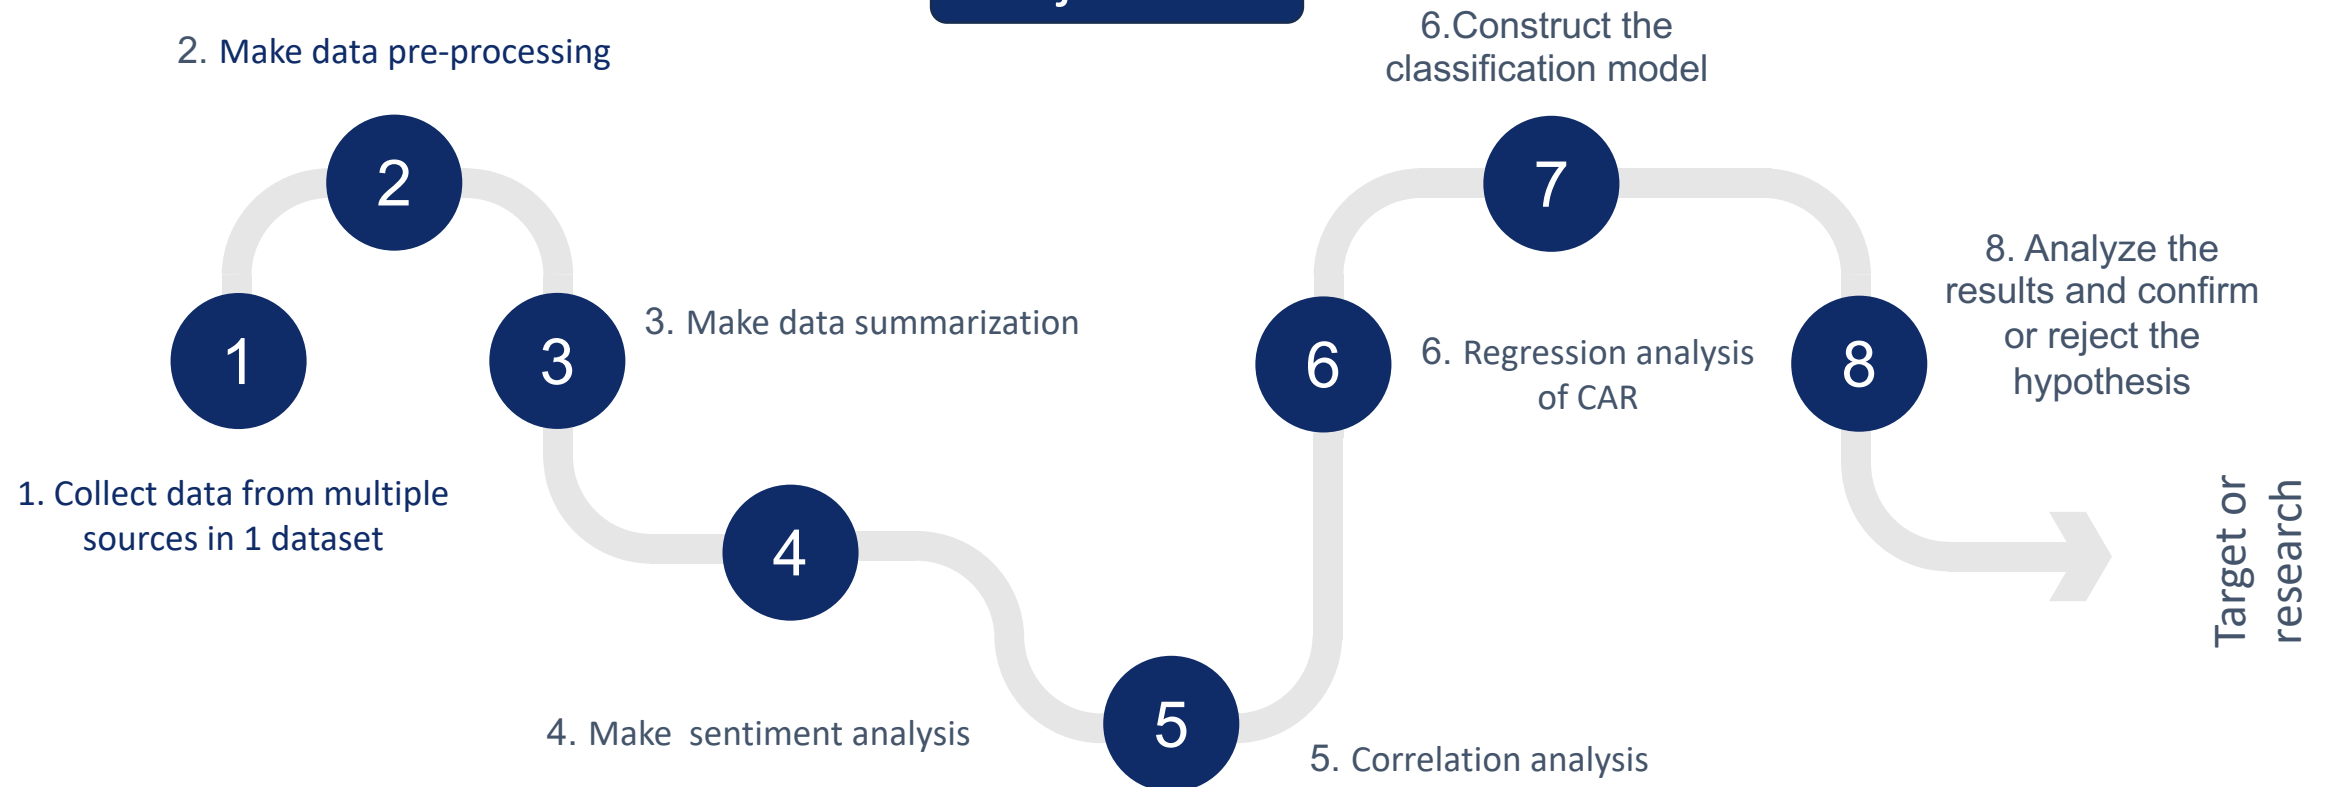 2. Make data pre-processing
6.Construct the
classification model
2
7
8. Analyze the
results and confirm
or reject the
hypothesis
1
3
3. Make data summarization
6
6. Regression analysis
of CAR
8
1. Collect data from multiple
sources in 1 dataset
4
Target or
research
4. Make  sentiment analysis
5
5. Correlation analysis